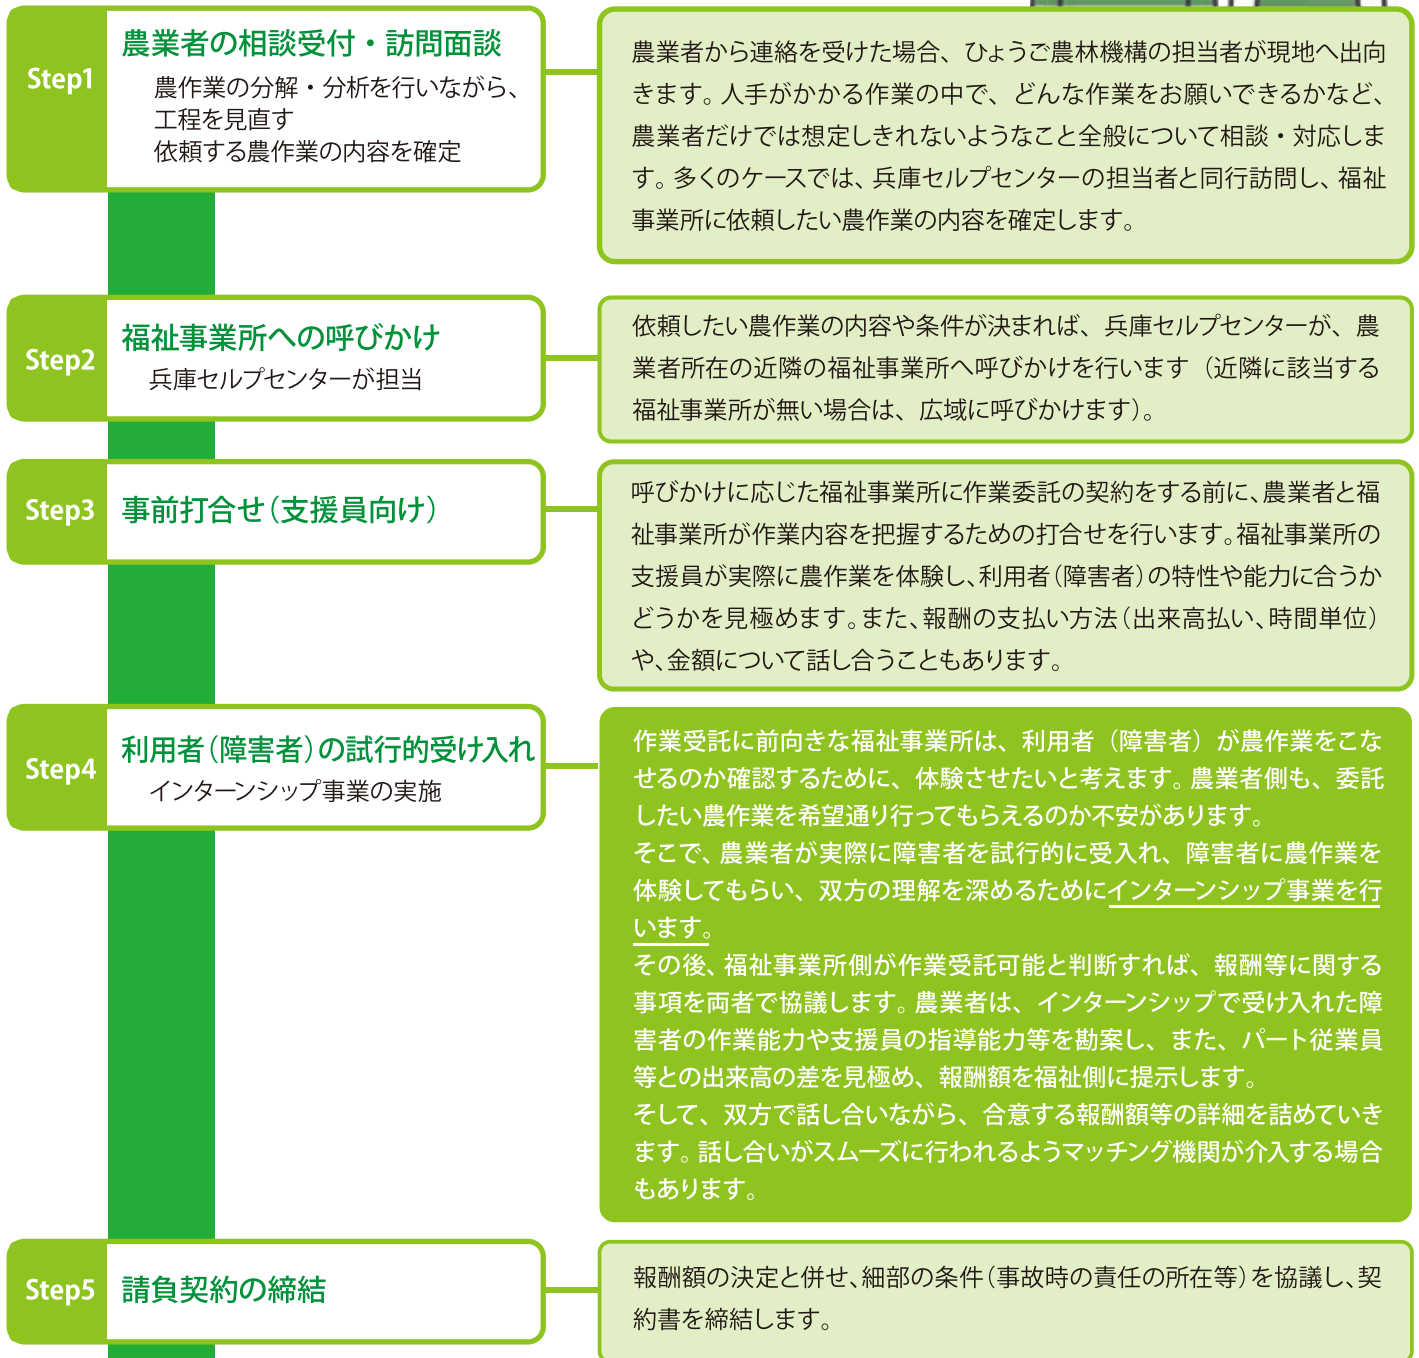 Step1
農業者の相談受付・訪問面談
農作業の分解・分析を行いながら、
工程を見直す
依頼する農作業の内容を確定
農業者から連絡を受けた場合、ひょうご農林機構の担当者が現地へ出向
きます。人手がかかる作業の中で、どんな作業をお願いできるかなど、
農業者だけでは想定しきれないようなこと全般について相談・対応しま
す。多くのケースでは、兵庫セルプセンターの担当者と同行訪問し、福祉
事業所に依頼したい農作業の内容を確定します。
Step2
福祉事業所への呼びかけ
兵庫セルプセンターが担当
依頼したい農作業の内容や条件が決まれば、兵庫セルプセンターが、農
業者所在の近隣の福祉事業所へ呼びかけを行います（近隣に該当する
福祉事業所が無い場合は、広域に呼びかけます）。
Step3
事前打合せ（支援員向け）
呼びかけに応じた福祉事業所に作業委託の契約をする前に、農業者と福
祉事業所が作業内容を把握するための打合せを行います。福祉事業所の
支援員が実際に農作業を体験し、利用者（障害者）の特性や能力に合うか
どうかを見極めます。また、報酬の支払い方法（出来高払い、時間単位）
や、金額について話し合うこともあります。
Step4
利用者（障害者）の試行的受け入れ
インターンシップ事業の実施
作業受託に前向きな福祉事業所は、利用者（障害者）が農作業をこな
せるのか確認するために、体験させたいと考えます。農業者側も、委託
したい農作業を希望通り行ってもらえるのか不安があります。
そこで、農業者が実際に障害者を試行的に受入れ、障害者に農作業を
体験してもらい、双方の理解を深めるためにインターンシップ事業を行
います。
その後、福祉事業所側が作業受託可能と判断すれば、報酬等に関する
事項を両者で協議します。農業者は、インターンシップで受け入れた障
害者の作業能力や支援員の指導能力等を勘案し、また、パート従業員
等との出来高の差を見極め、報酬額を福祉側に提示します。
そして、双方で話し合いながら、合意する報酬額等の詳細を詰めていき
ます。話し合いがスムーズに行われるようマッチング機関が介入する場合
もあります。
Step5
請負契約の締結
報酬額の決定と併せ、細部の条件（事故時の責任の所在等）を協議し、契
約書を締結します。